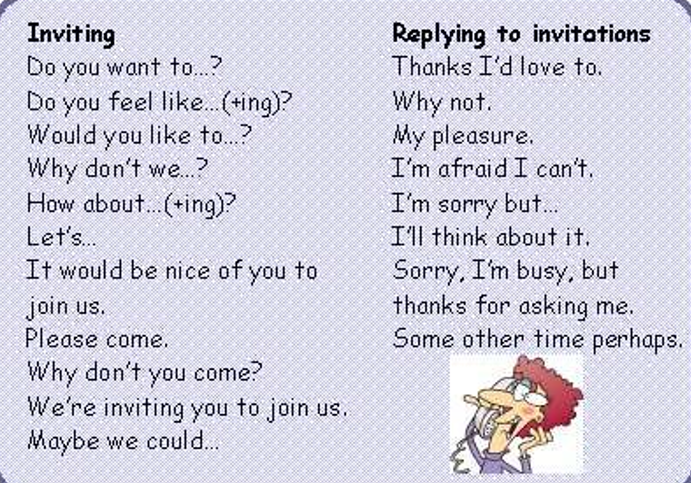 Inviting
Do you want to...?
Do you feel like...(+ing)?
Would you like to...?
Why don't we...?
How about...(+ing)?
Let's...
It would be nice of you to
join us.
Please come.
Why don't you come?
We're inviting you to join us.
Maybe we could...
Replying to invitations
Thanks I'd love to.
Why not.
My pleasure.
I'm afraid I can't.
I'm sorry but...
I'll think about it.
Sorry, I'm busy, but
thanks for asking me.
Some other time perhaps.